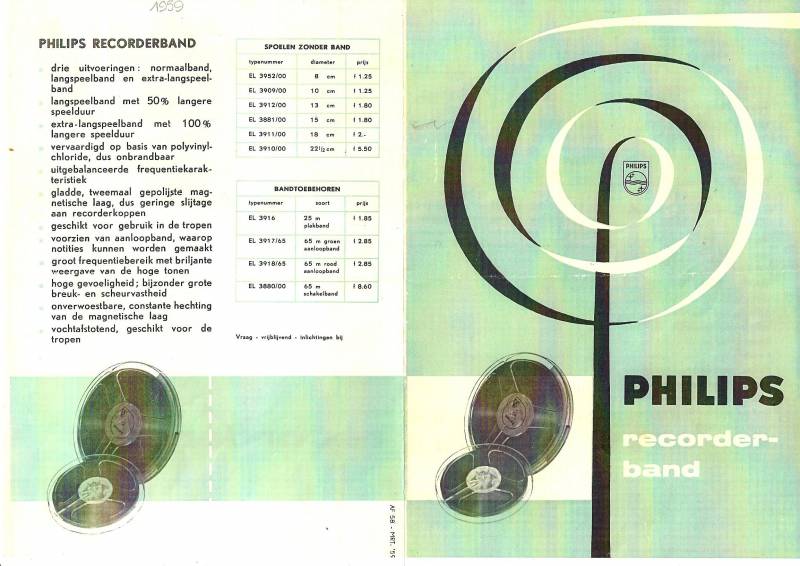 1959
PHILIPS RECORDERBAND
drie uitvoeringen: normaalband,
langspeelband en extra-langspeel-
band
langspeelband met 50% langere
speelduur
extra-langspeelband met 100%
langere speelduur
vervaardigd op basis van polyvinyl-
chloride, dus onbrandbaar
uitgebalanceerde frequentiekarak-
teristiek
gladde, tweemaal gepolijste mag-
netische laag, dus geringe slijtage
aan recorderkoppen
geschikt voor gebruik in de tropen
voorzien van aanloopband, waarop
notities kunnen worden gemaakt
groot frequentiebereik met briljante
weergave van de hoge tonen
hoge gevoeligheid; bijzonder grote
breuk- en scheurvastheid
onverwoestbare, constante hechting
van de magnetische laag
vochtafstotend, geschikt voor de
tropen
SPOELEN ZONDER BAND
typenummer diameter prijs
EL 3952/00 8 cm f 1.25
EL 3909/00 10 cm f 1.25
EL 3912/00 13 cm f 1.80
EL 3881/00 15 cm f 1.80
EL 3911/00 18 cm f 2.-
EL 3910/00 22 1/2 cm f 5.50
BANDTOEBEHOREN
typenummer soort prijs
EL 3916 25 m f 1.85
plakband
EL 3917/65 65 m groen f 2.85
aanloopband
EL 3918/65 65 m rood f 2.85
aanloopband
EL 3880/00 65 m f 8.60
schakelband
Vraag - vrijblijvend - inlichtingen bij
PHILIPS
PHILIPS
recorder-
band